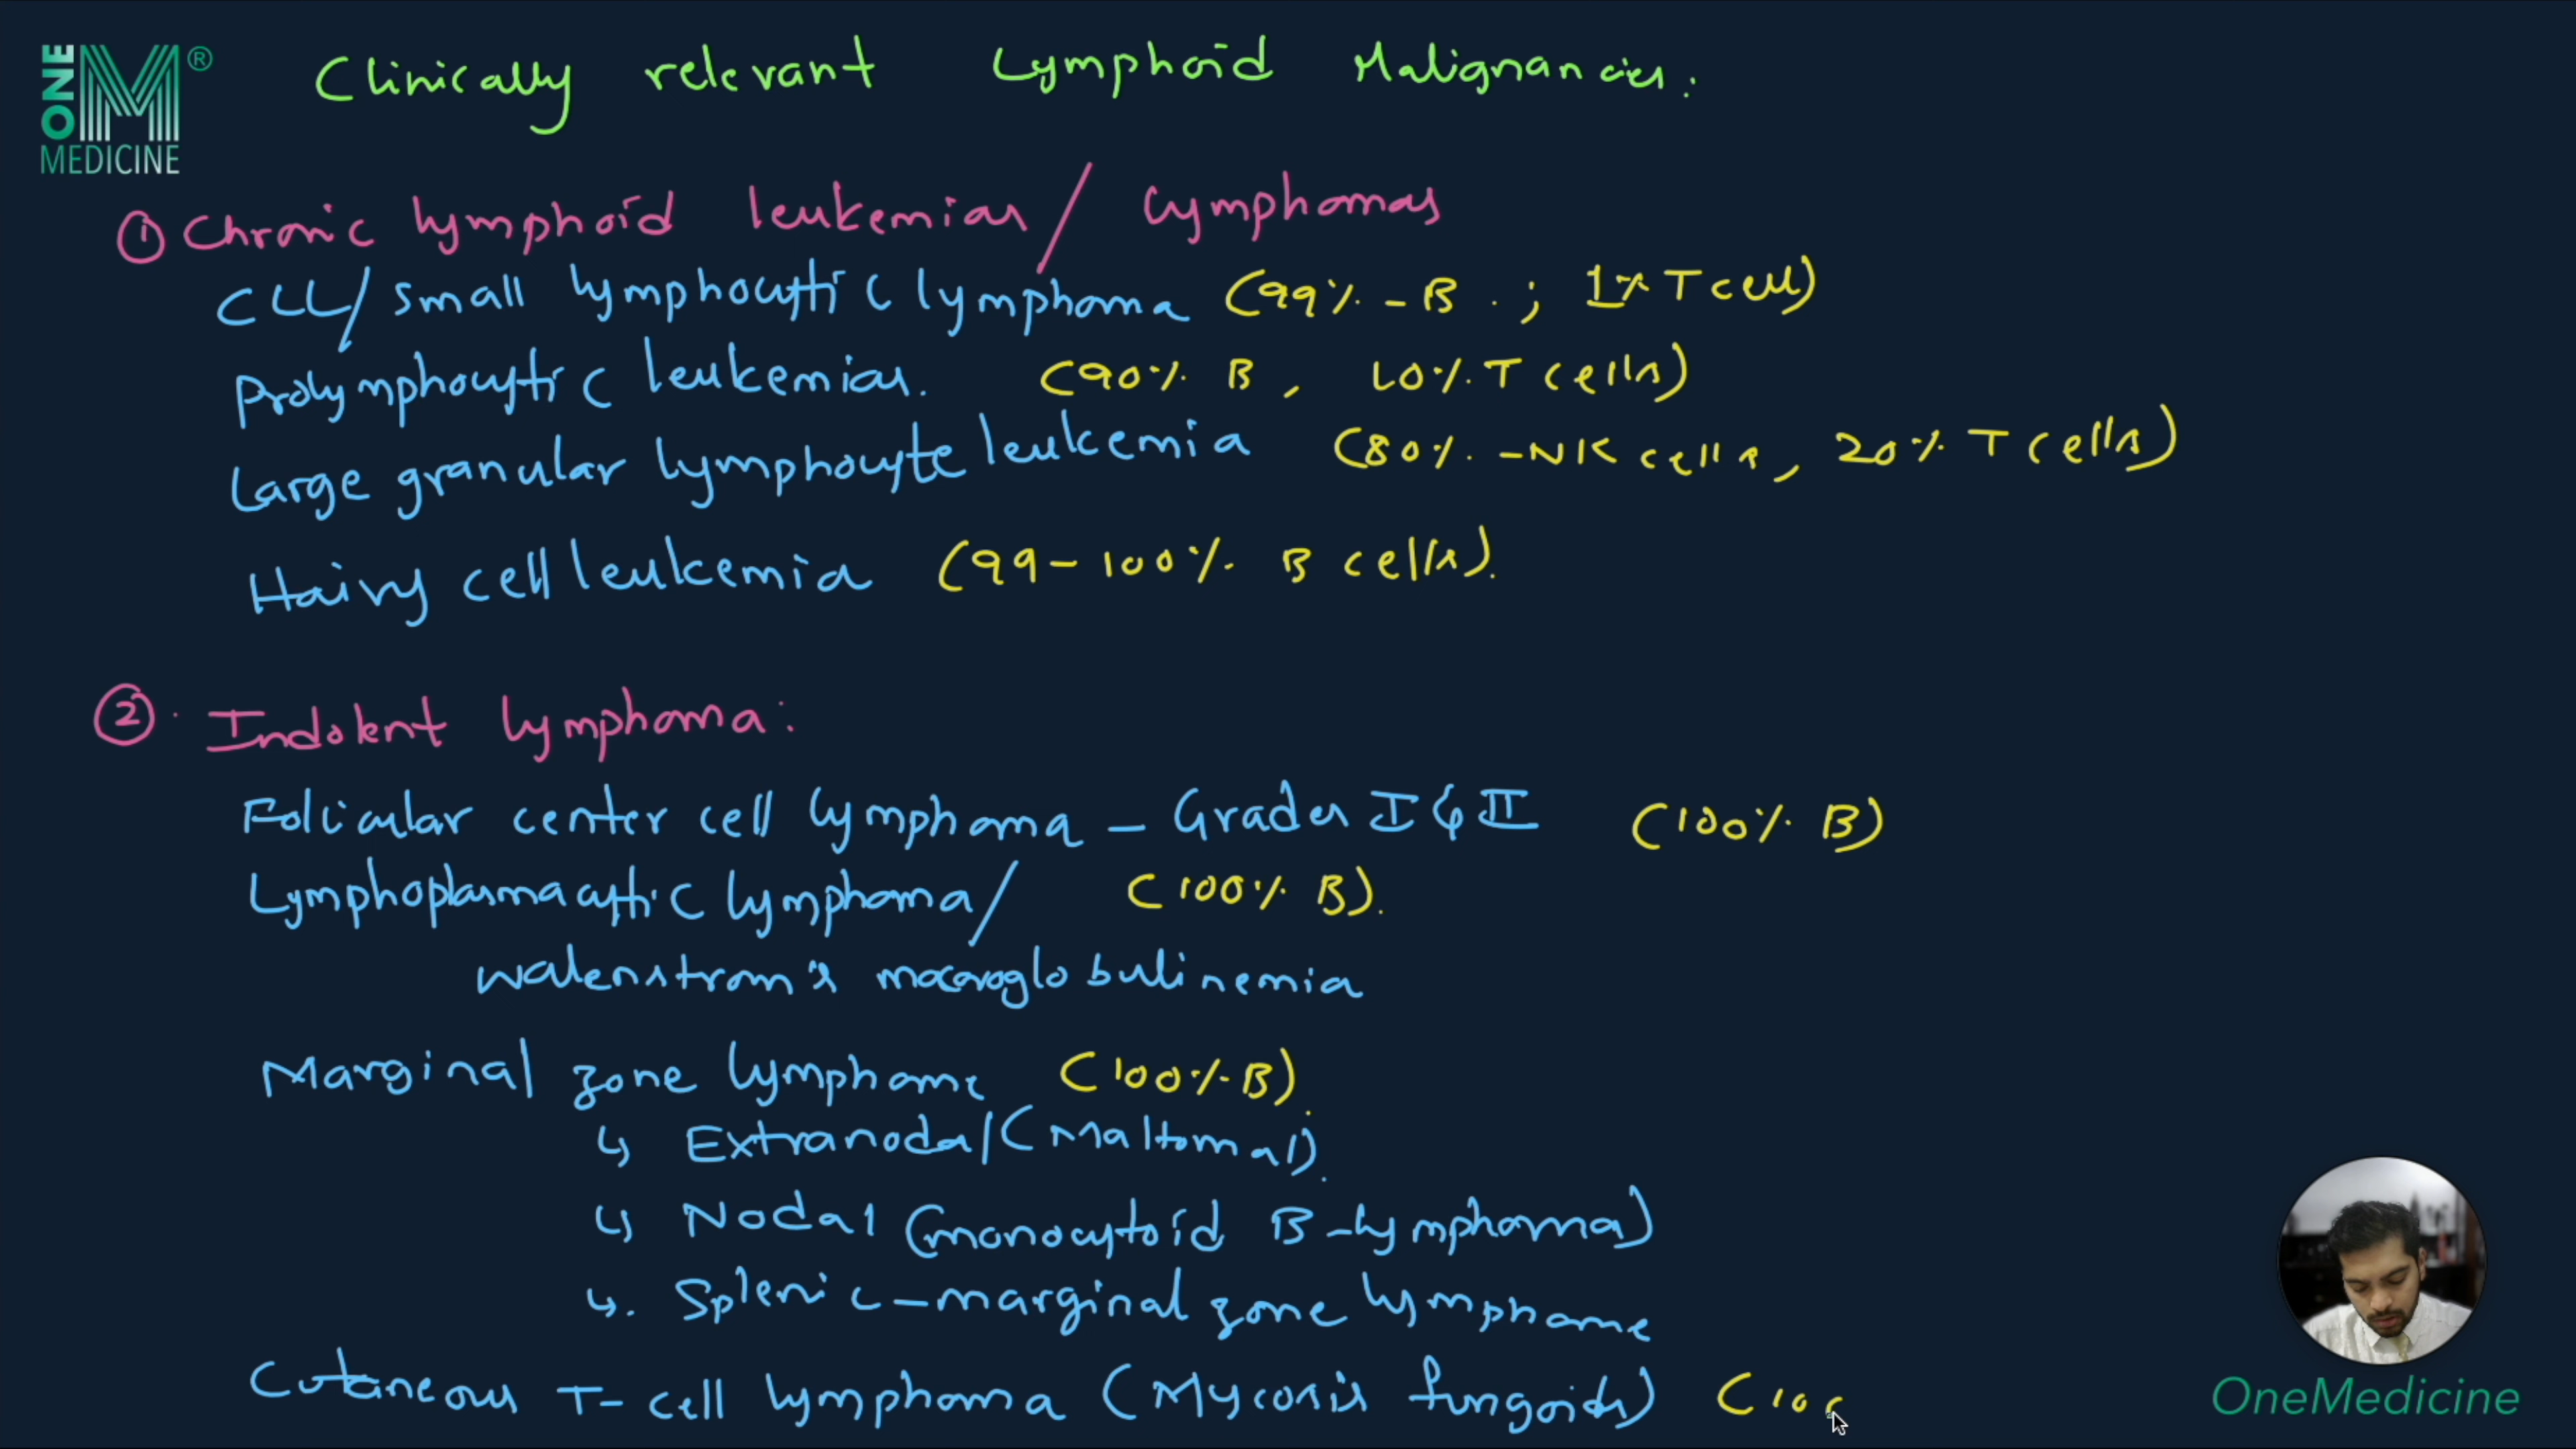 ONE M ®
MEDICINE
Clinically relevant Lymphoid Malignancies:
① Chronic lymphoid leukemias / lymphomas
CLL/ small lymphocytic lymphoma (99% - B . ; 1% T cell)
Prolymphocytic leukemias. (90% B , 10% T cells)
Large granular lymphocyte leukemia (80% - NK cells, 20% T cells)
Hairy cell leukemia (99-100% B cells).
②. Indolent lymphoma:
Follicular center cell lymphoma - Grades I & II (100% B)
Lymphoplasmacytic lymphoma/ (100% B).
walenstrom's macroglobulinemia
Marginal zone lymphoma (100% B).
↳ Extranodal (Maltomal).
↳ Nodal (monocytoid B-lymphoma)
↳. Splenic - marginal zone lymphoma
Cutaneous T- cell lymphoma (Mycosis fungoids) (10
OneMedicine